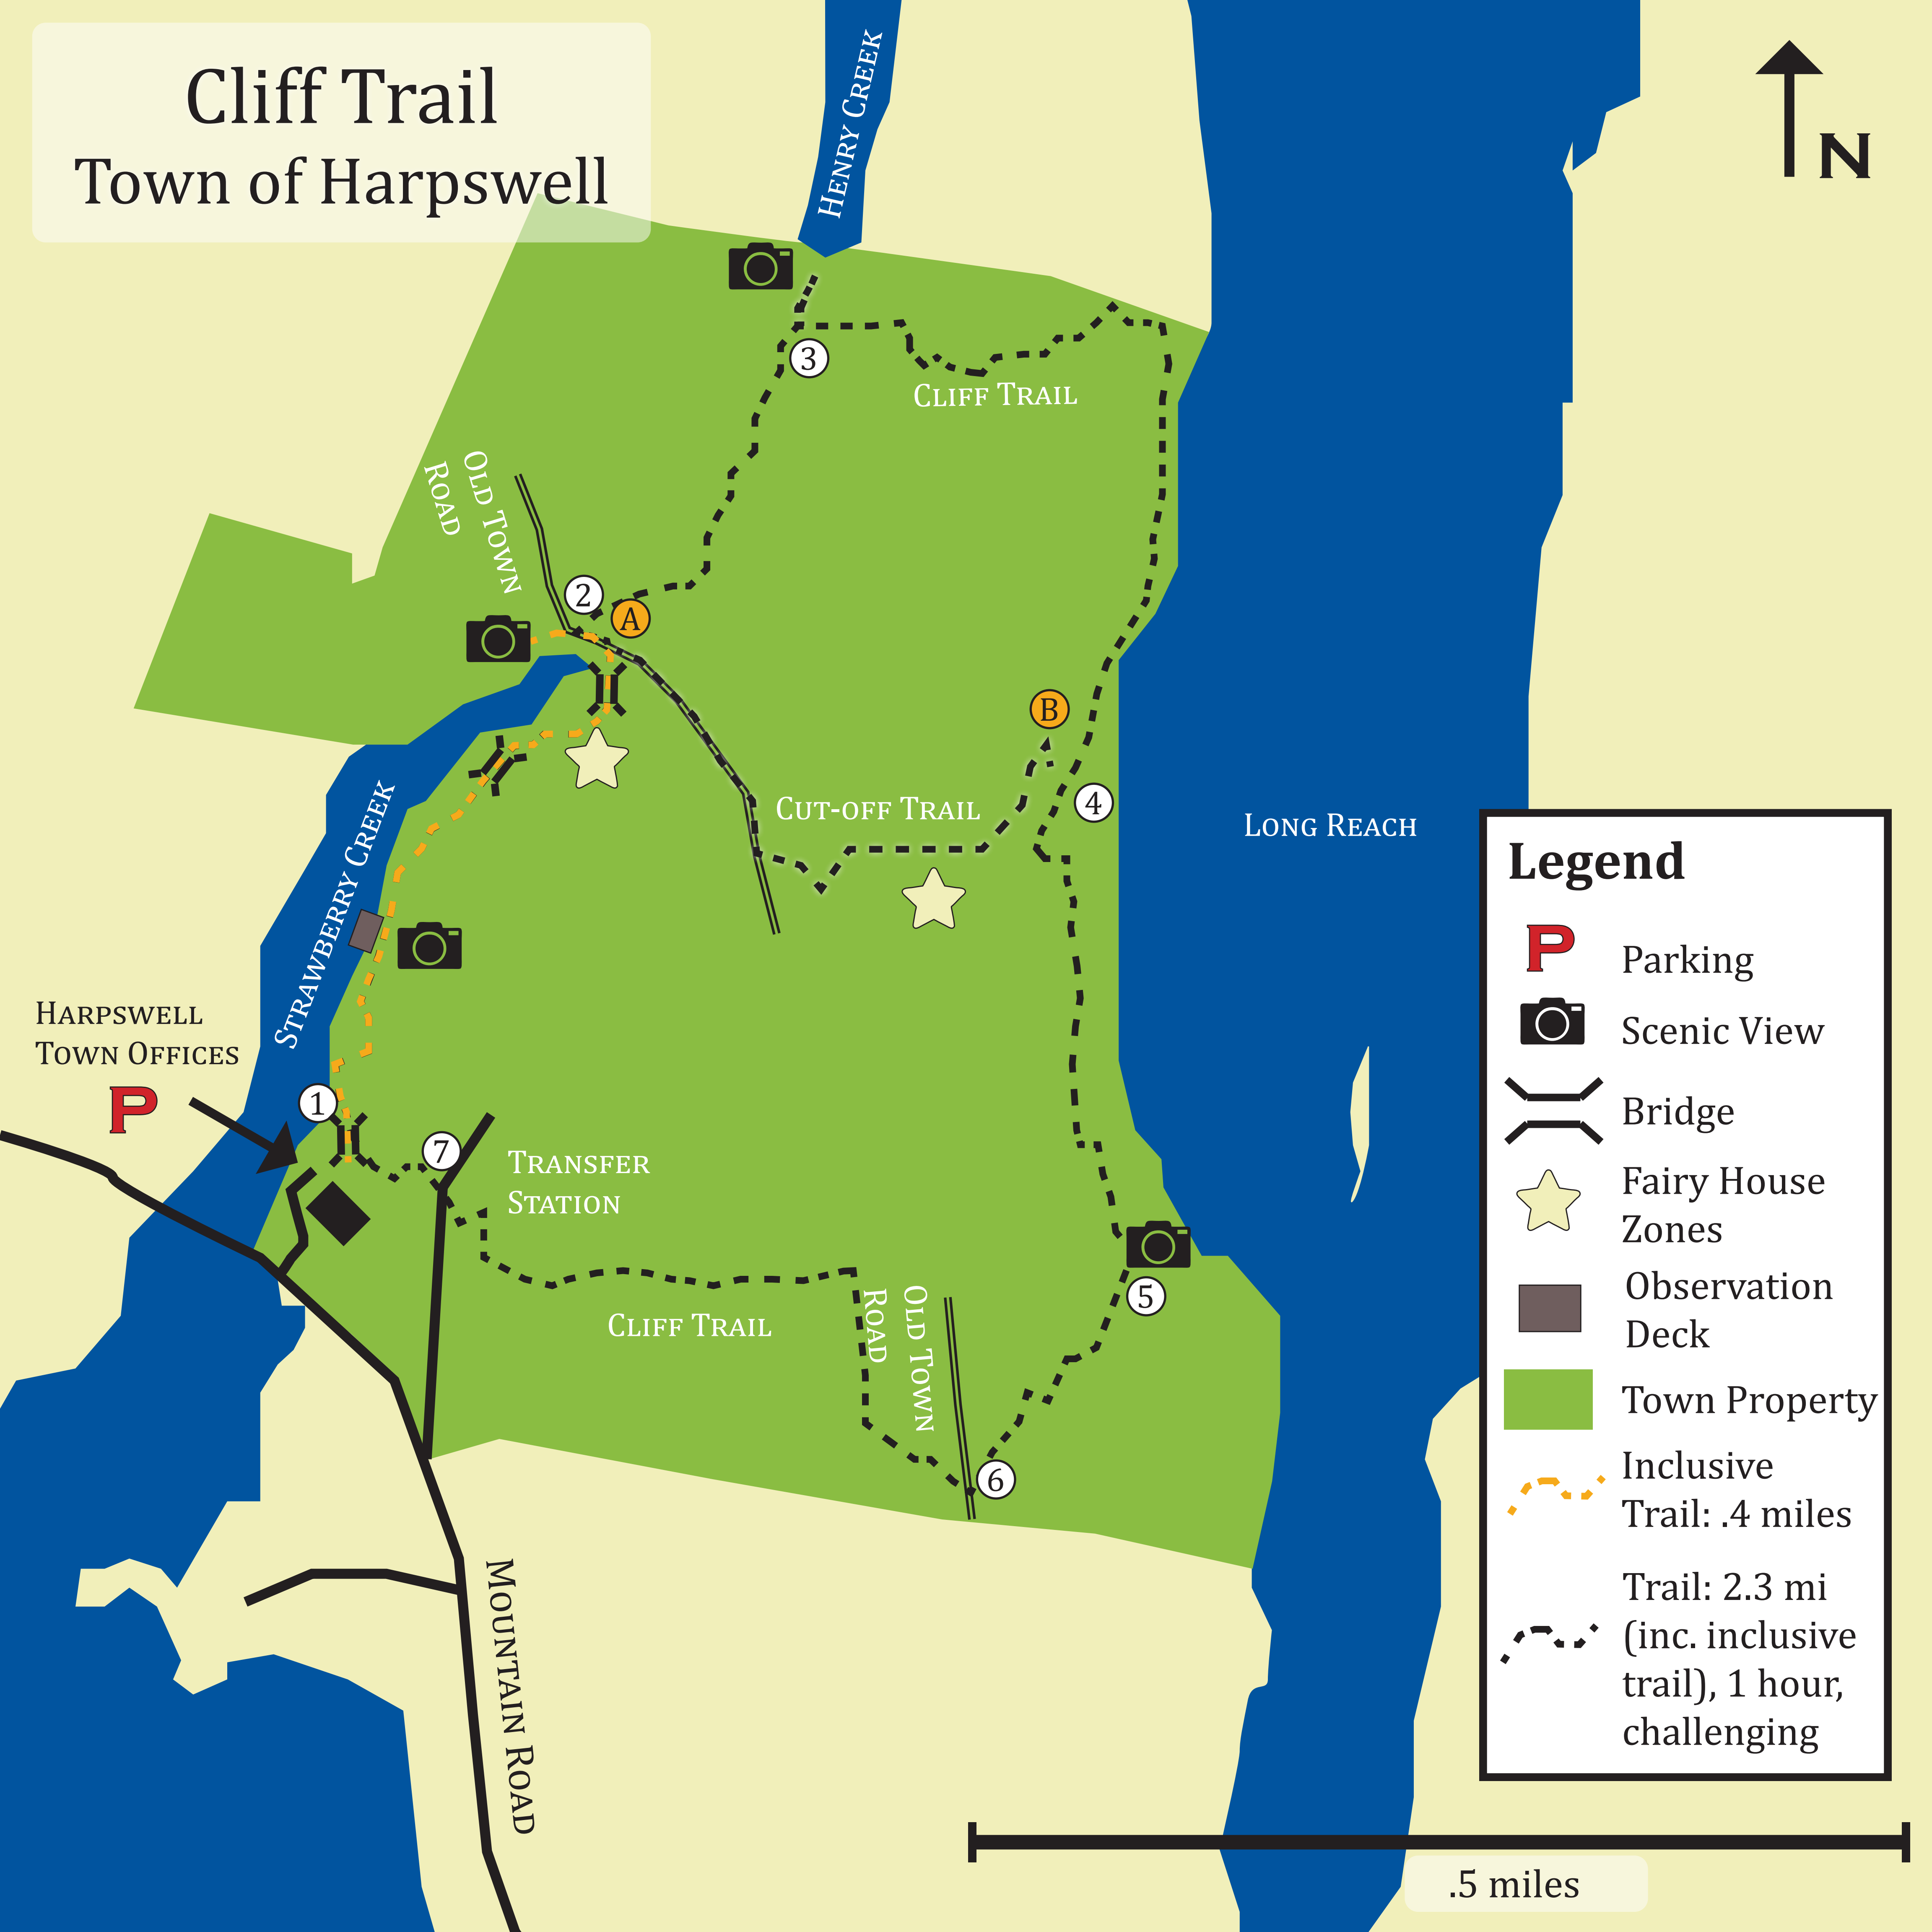 Cliff Trail
Town of Harpswell
HENRY CREEK
N
3
CLIFF TRAIL
OLD TOWN
ROAD
2
A
B
4
CUT-OFF TRAIL
LONG REACH
STRAWBERRY CREEK
HARPSWELL
TOWN OFFICES
P
1
7
TRANSFER
STATION
CLIFF TRAIL
OLD TOWN
ROAD
5
6
MOUNTAIN ROAD
Legend
P
Parking
Scenic View
Bridge
Fairy House
Zones
Observation
Deck
Town Property
Inclusive
Trail: .4 miles
Trail: 2.3 mi
(inc. inclusive
trail), 1 hour,
challenging
.5 miles